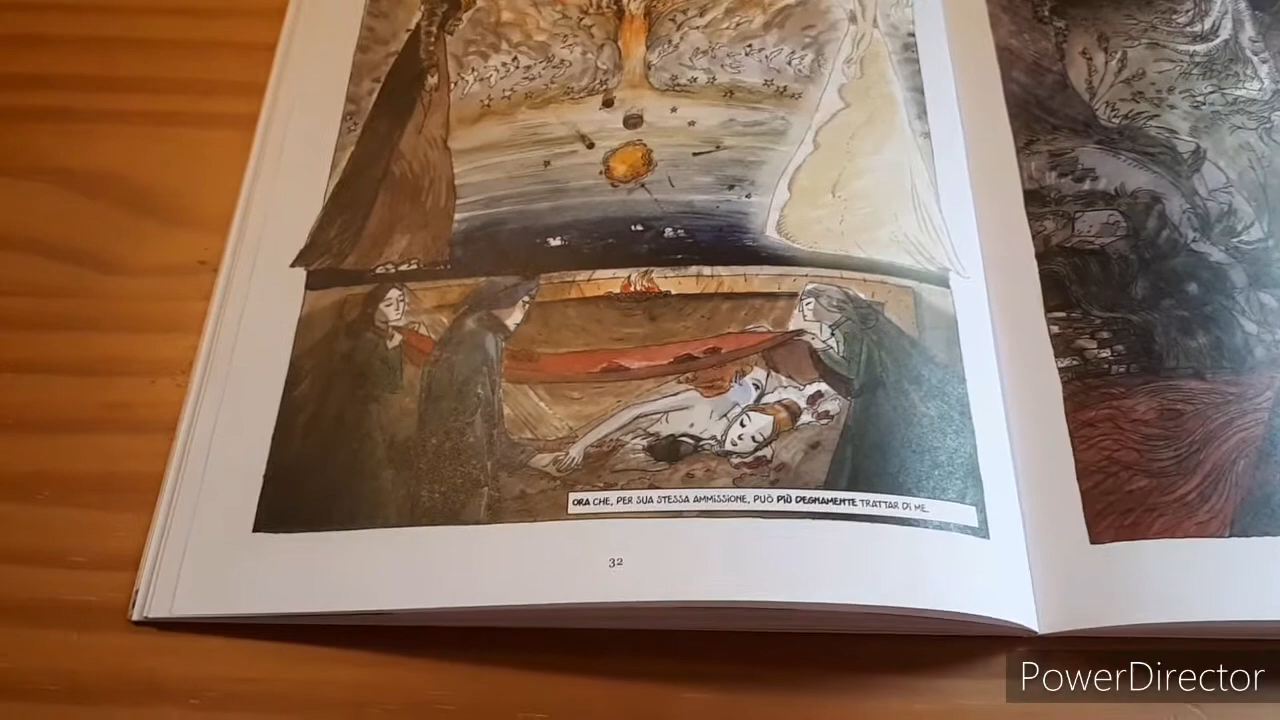 ORA CHE, PER SUA STESSA AMMISSIONE, PUÒ PIÙ DEGNAMENTE TRATTAR DI ME.
32
PowerDirector